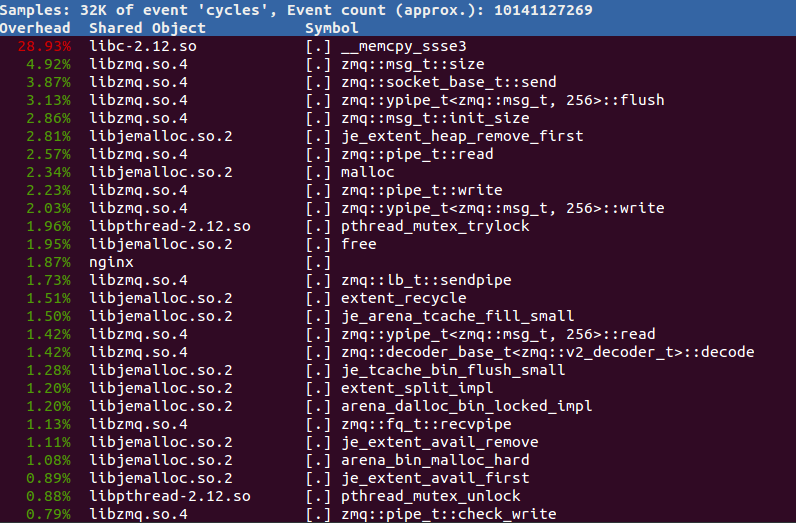 Samples: 32K of event 'cycles', Event count (approx.): 10141127269
Overhead  Shared Object           Symbol
28.93%  libc-2.12.so            [.] __memcpy_ssse3
4.92%  libzmq.so.4             [.] zmq::msg_t::size
3.87%  libzmq.so.4             [.] zmq::socket_base_t::send
3.13%  libzmq.so.4             [.] zmq::ypipe_t<zmq::msg_t, 256>::flush
2.86%  libzmq.so.4             [.] zmq::msg_t::init_size
2.81%  libjemalloc.so.2        [.] je_extent_heap_remove_first
2.57%  libzmq.so.4             [.] zmq::pipe_t::read
2.34%  libjemalloc.so.2        [.] malloc
2.23%  libzmq.so.4             [.] zmq::pipe_t::write
2.03%  libzmq.so.4             [.] zmq::ypipe_t<zmq::msg_t, 256>::write
1.96%  libpthread-2.12.so      [.] pthread_mutex_trylock
1.95%  libjemalloc.so.2        [.] free
1.87%  nginx                   [.]
1.73%  libzmq.so.4             [.] zmq::lb_t::sendpipe
1.51%  libjemalloc.so.2        [.] extent_recycle
1.50%  libjemalloc.so.2        [.] je_arena_tcache_fill_small
1.42%  libzmq.so.4             [.] zmq::ypipe_t<zmq::msg_t, 256>::read
1.42%  libzmq.so.4             [.] zmq::decoder_base_t<zmq::v2_decoder_t>::decode
1.28%  libjemalloc.so.2        [.] je_tcache_bin_flush_small
1.20%  libjemalloc.so.2        [.] extent_split_impl
1.20%  libjemalloc.so.2        [.] arena_dalloc_bin_locked_impl
1.13%  libzmq.so.4             [.] zmq::fq_t::recvpipe
1.11%  libjemalloc.so.2        [.] je_extent_avail_remove
1.08%  libjemalloc.so.2        [.] arena_bin_malloc_hard
0.89%  libjemalloc.so.2        [.] je_extent_avail_first
0.88%  libpthread-2.12.so      [.] pthread_mutex_unlock
0.79%  libzmq.so.4             [.] zmq::pipe_t::check_write